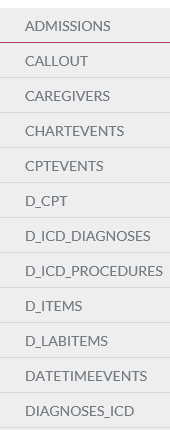 ADMISSIONS
CALLOUT
CAREGIVERS
CHARTEVENTS
CPTEVENTS
D_CPT
D_ICD_DIAGNOSES
D_ICD_PROCEDURES
D_ITEMS
D_LABITEMS
DATETIMEEVENTS
DIAGNOSES_ICD